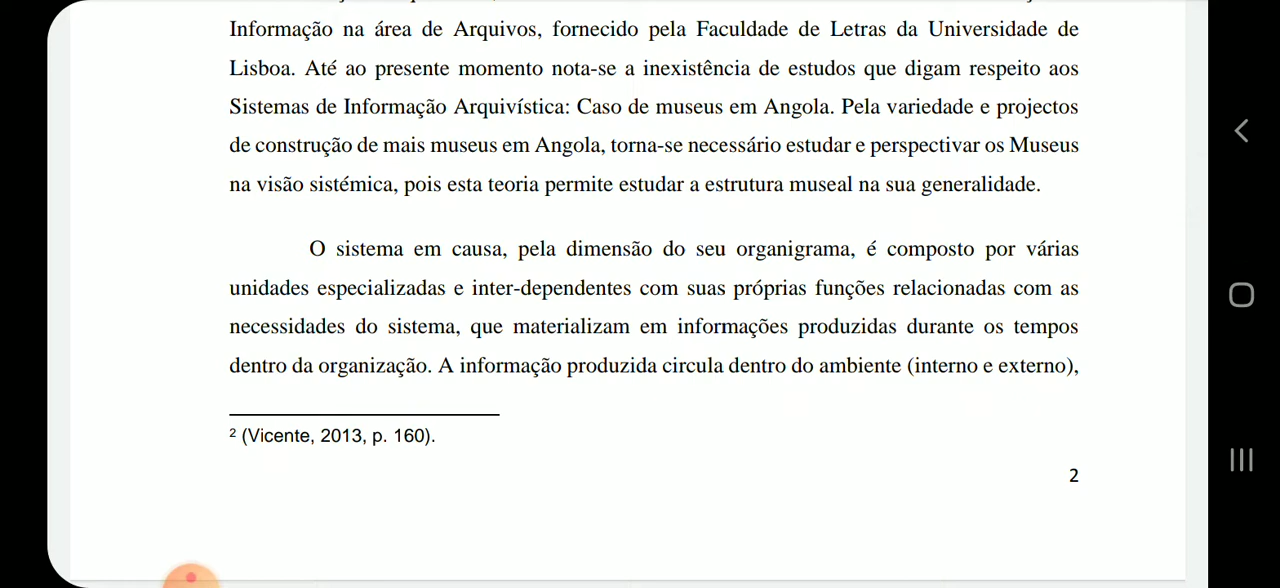 Informação na área de Arquivos, fornecido pela Faculdade de Letras da Universidade de
Lisboa. Até ao presente momento nota-se a inexistência de estudos que digam respeito aos
Sistemas de Informação Arquivística: Caso de museus em Angola. Pela variedade e projectos
de construção de mais museus em Angola, torna-se necessário estudar e perspectivar os Museus
na visão sistémica, pois esta teoria permite estudar a estrutura museal na sua generalidade.
O sistema em causa, pela dimensão do seu organigrama, é composto por várias
unidades especializadas e inter-dependentes com suas próprias funções relacionadas com as
necessidades do sistema, que materializam em informações produzidas durante os tempos
dentro da organização. A informação produzida circula dentro do ambiente (interno e externo),
² (Vicente, 2013, p. 160).
2